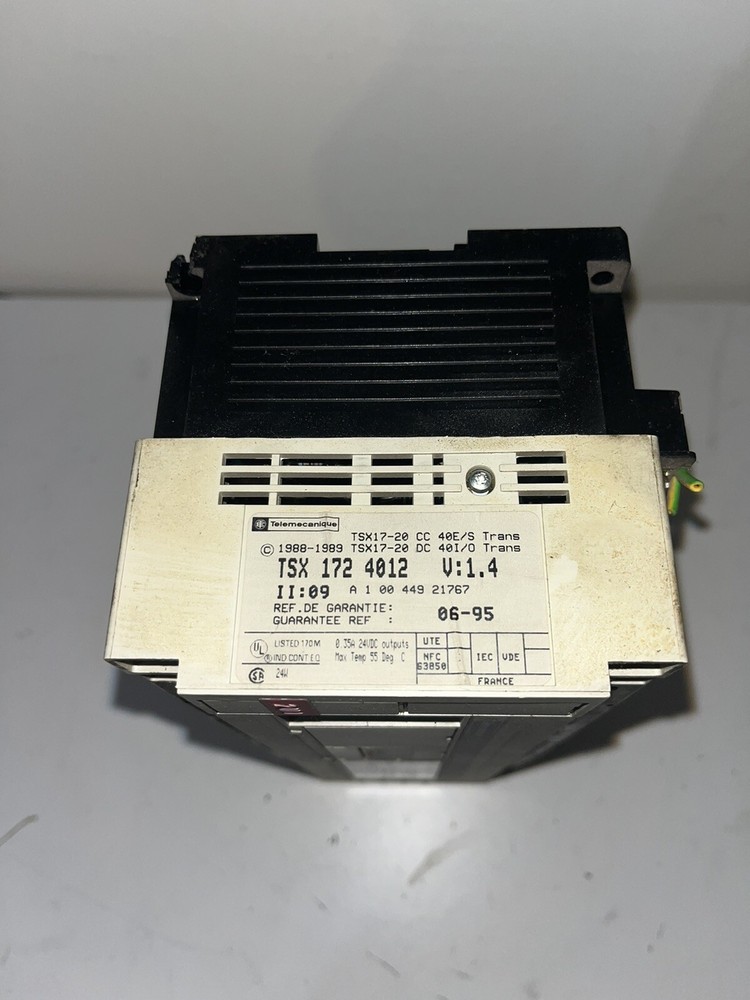 Telemecanique
TSX17-20 CC 40E/S Trans
© 1988-1989 TSX17-20 DC 40I/O Trans
TSX 172 4012 V:1.4
II:09 A 1 00 449 21767
REF.DE GARANTIE:
GUARANTEE REF : 06-95
UL LISTED 170M 0 35A 24VDC outputs
IND CONT EQ Max Temp 55 Deg C
SA 24W
UTE
NFC 63850 IEC VDE
FRANCE